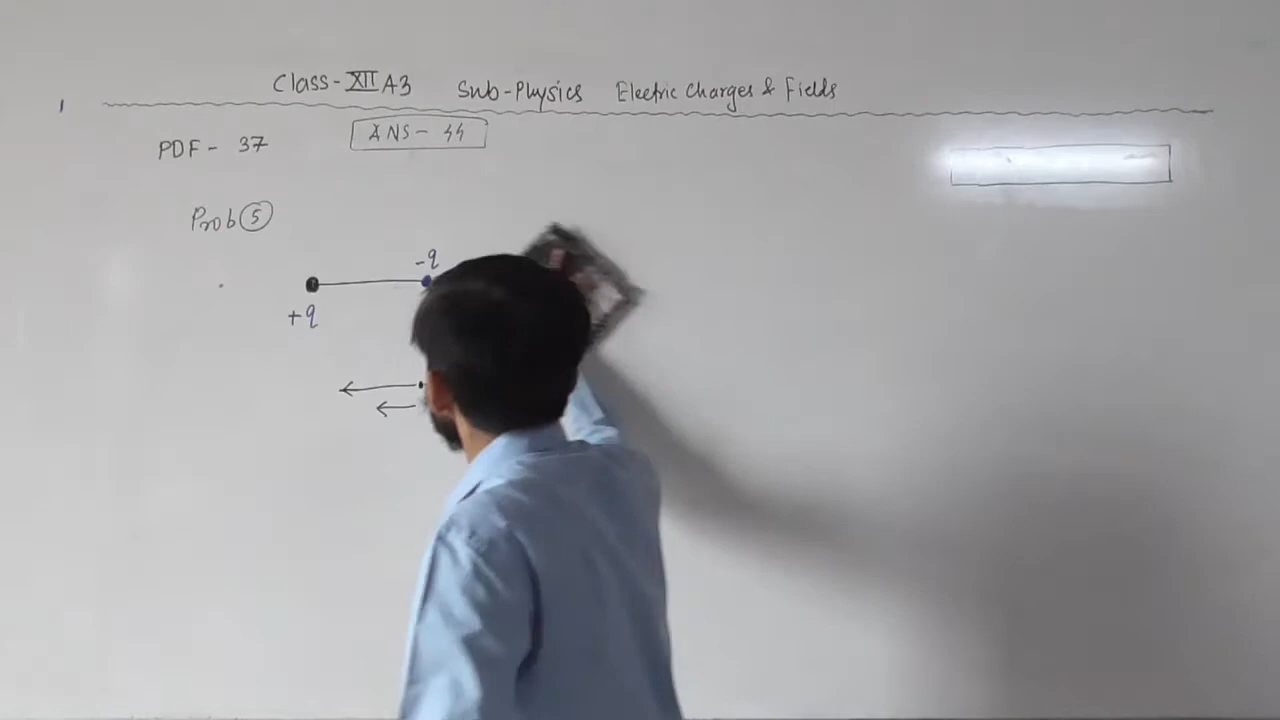 Class-XII A3 Sub-Physics Electric Charges & Fields
PDF - 37 ANS - 44
Prob 5
-q
+q